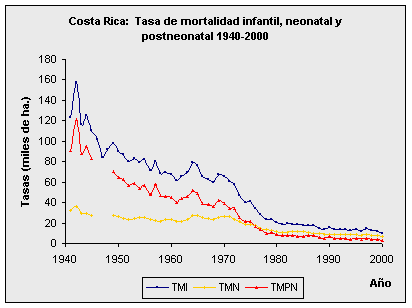 Costa Rica: Tasa de mortalidad infantil, neonatal y
postneonatal 1940-2000
Tasas (miles de ha.)
180
160
140
120
100
80
60
40
20
0
1940
1950
1960
1970
1980
1990
2000
Año
TMI
TMN
TMPN